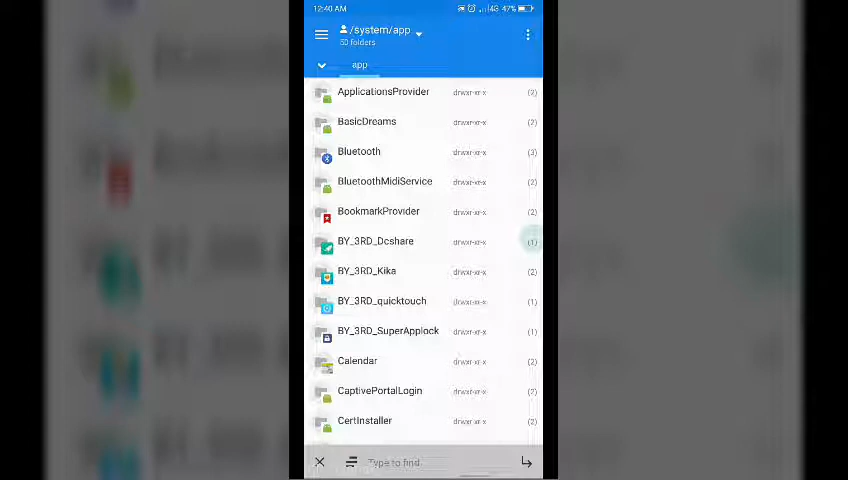 12:40 AM 4G 47%
/system/app
50 folders
app
ApplicationsProvider drwxr-xr-x (2)
BasicDreams drwxr-xr-x (2)
Bluetooth drwxr-xr-x (3)
BluetoothMidiService drwxr-xr-x (2)
BookmarkProvider drwxr-xr-x (2)
BY_3RD_Dcshare drwxr-xr-x (1)
BY_3RD_Kika drwxr-xr-x (2)
BY_3RD_quicktouch drwxr-xr-x (1)
BY_3RD_SuperApplock drwxr-xr-x (1)
Calendar drwxr-xr-x (2)
CaptivePortalLogin drwxr-xr-x (2)
CertInstaller drwxr-xr-x (2)
Type to find